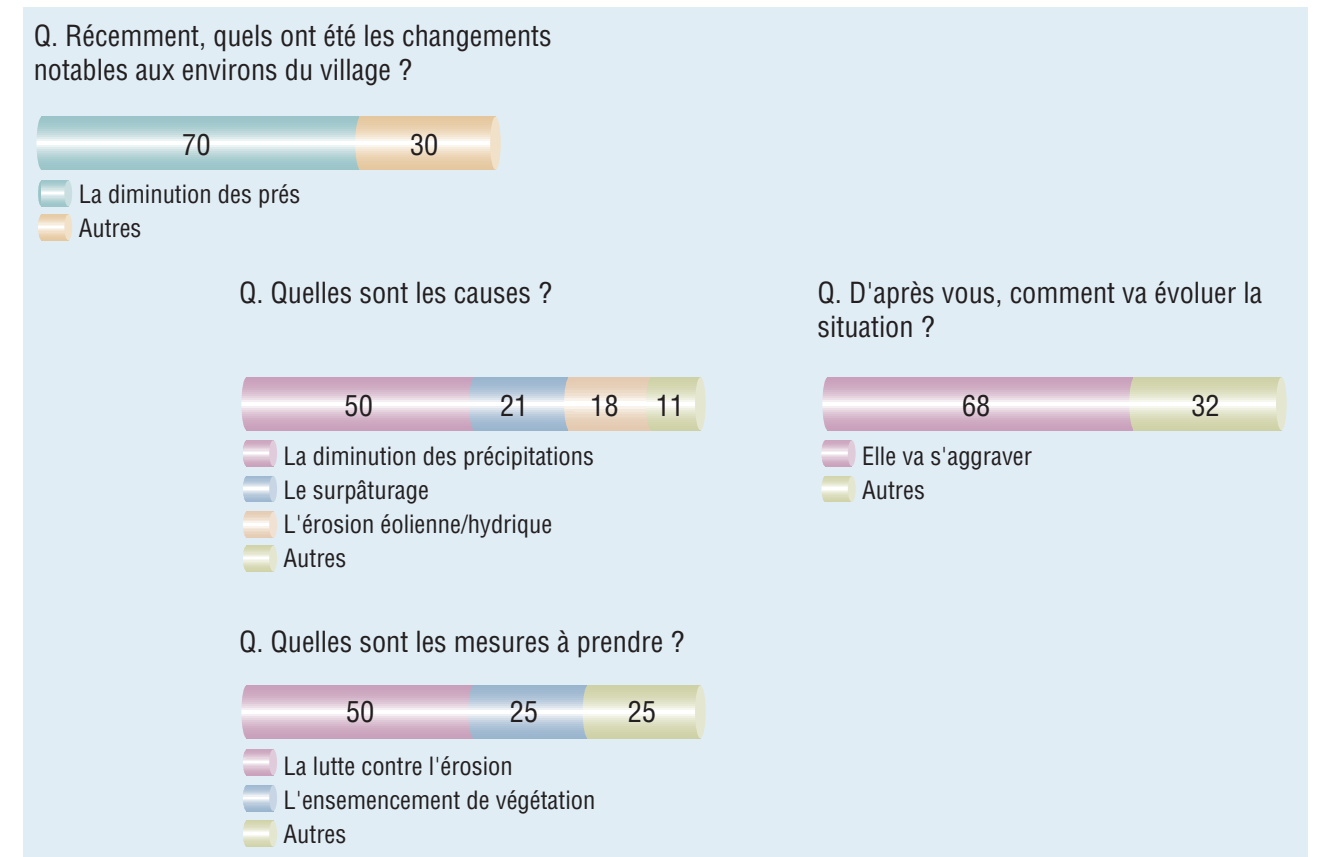 Q. Récemment, quels ont été les changements
notables aux environs du village ?
70
30
La diminution des prés
Autres
Q. Quelles sont les causes ?
50
21
18
11
La diminution des précipitations
Le surpâturage
L'érosion éolienne/hydrique
Autres
Q. D'après vous, comment va évoluer la
situation ?
68
32
Elle va s'aggraver
Autres
Q. Quelles sont les mesures à prendre ?
50
25
25
La lutte contre l'érosion
L'ensemencement de végétation
Autres